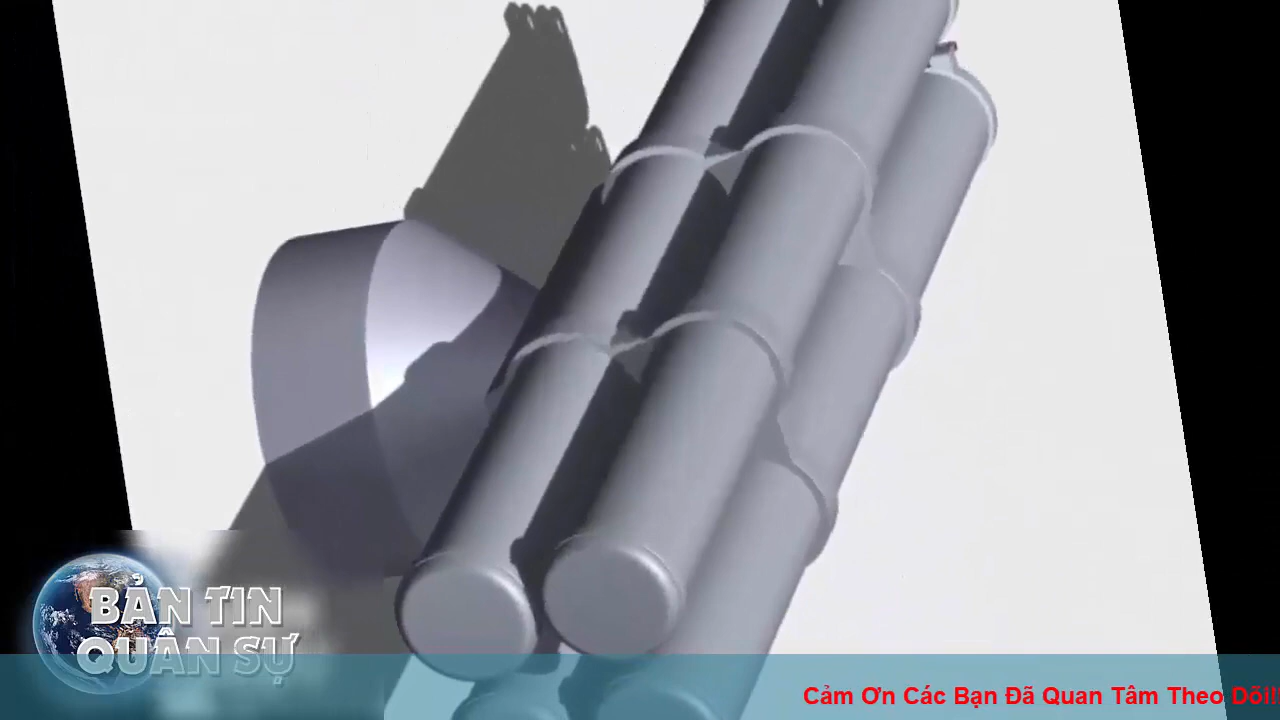 BẢN TIN
QUÂN SỰ
Cảm Ơn Các Bạn Đã Quan Tâm Theo Dõi!